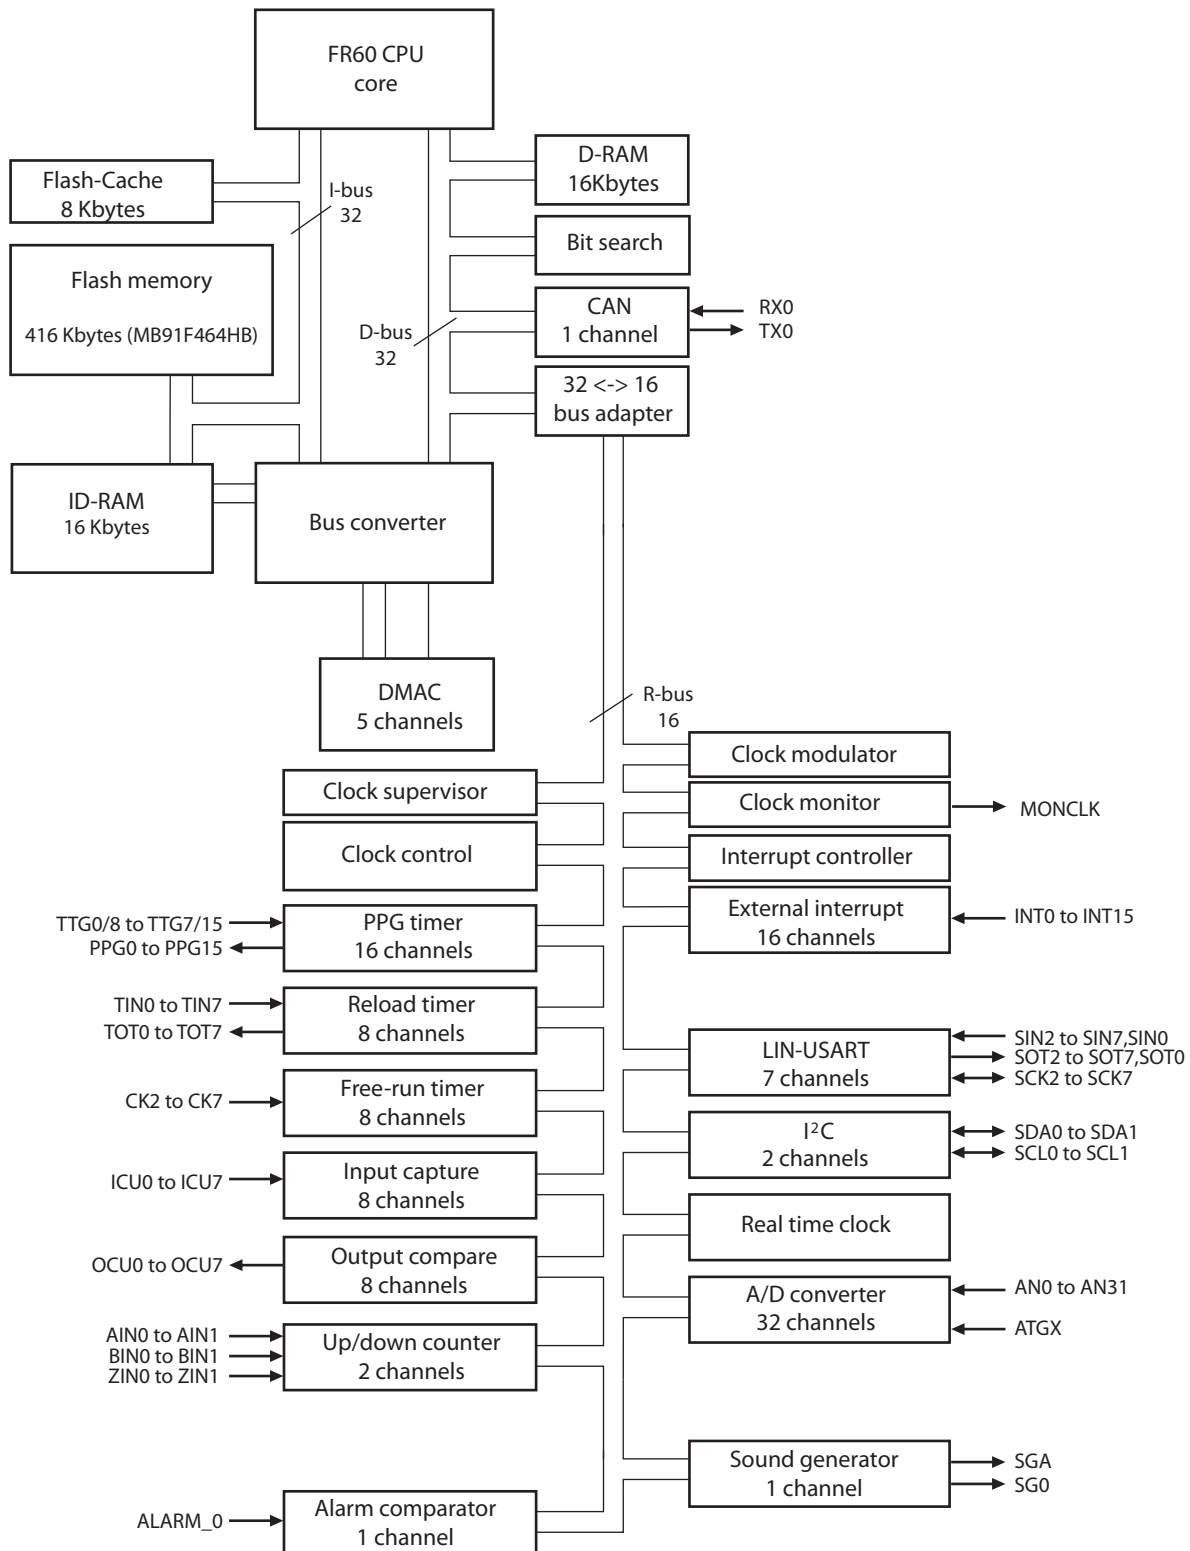 FR60 CPU
core
Flash-Cache
8 Kbytes
I-bus
32
D-RAM
16Kbytes
Bit search
Flash memory
416 Kbytes (MB91F464HB)
D-bus
32
CAN
1 channel
RX0
TX0
32 <-> 16
bus adapter
ID-RAM
16 Kbytes
Bus converter
DMAC
5 channels
R-bus
16
Clock modulator
Clock supervisor
Clock monitor
MONCLK
Clock control
Interrupt controller
TTG0/8 to TTG7/15
PPG0 to PPG15
PPG timer
16 channels
External interrupt
16 channels
INT0 to INT15
TIN0 to TIN7
TOT0 to TOT7
Reload timer
8 channels
LIN-USART
7 channels
SIN2 to SIN7,SIN0
SOT2 to SOT7,SOT0
SCK2 to SCK7
CK2 to CK7
Free-run timer
8 channels
I²C
2 channels
SDA0 to SDA1
SCL0 to SCL1
ICU0 to ICU7
Input capture
8 channels
Real time clock
OCU0 to OCU7
Output compare
8 channels
A/D converter
32 channels
AN0 to AN31
ATGX
AIN0 to AIN1
BIN0 to BIN1
ZIN0 to ZIN1
Up/down counter
2 channels
Sound generator
1 channel
SGA
SG0
ALARM_0
Alarm comparator
1 channel